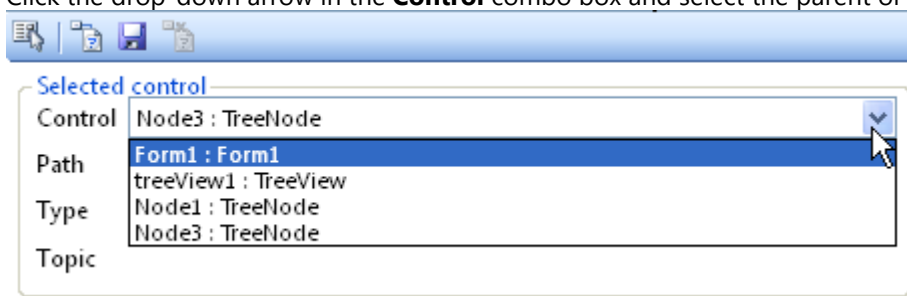 Click the drop-down arrow in the Control combo box and select the parent of
Selected control
Control Node3 : TreeNode
Form1 : Form1
Path
treeView1 : TreeView
Type Node1 : TreeNode
Node3 : TreeNode
Topic